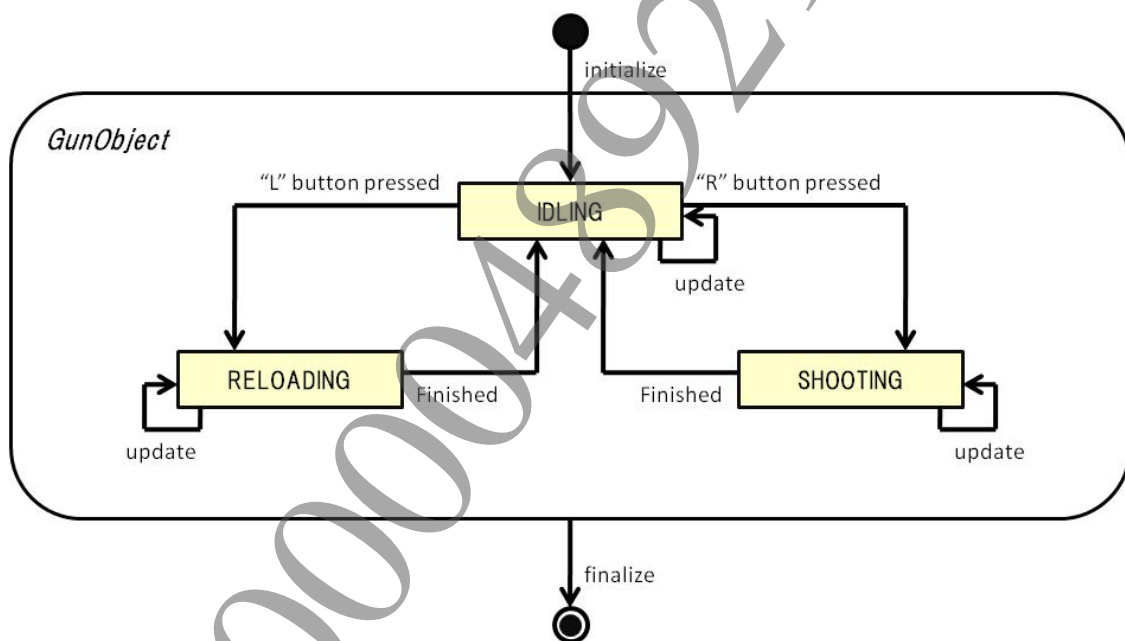 initialize
GunObject
“L” button pressed
“R” button pressed
IDLING
update
RELOADING
SHOOTING
Finished
Finished
update
update
finalize